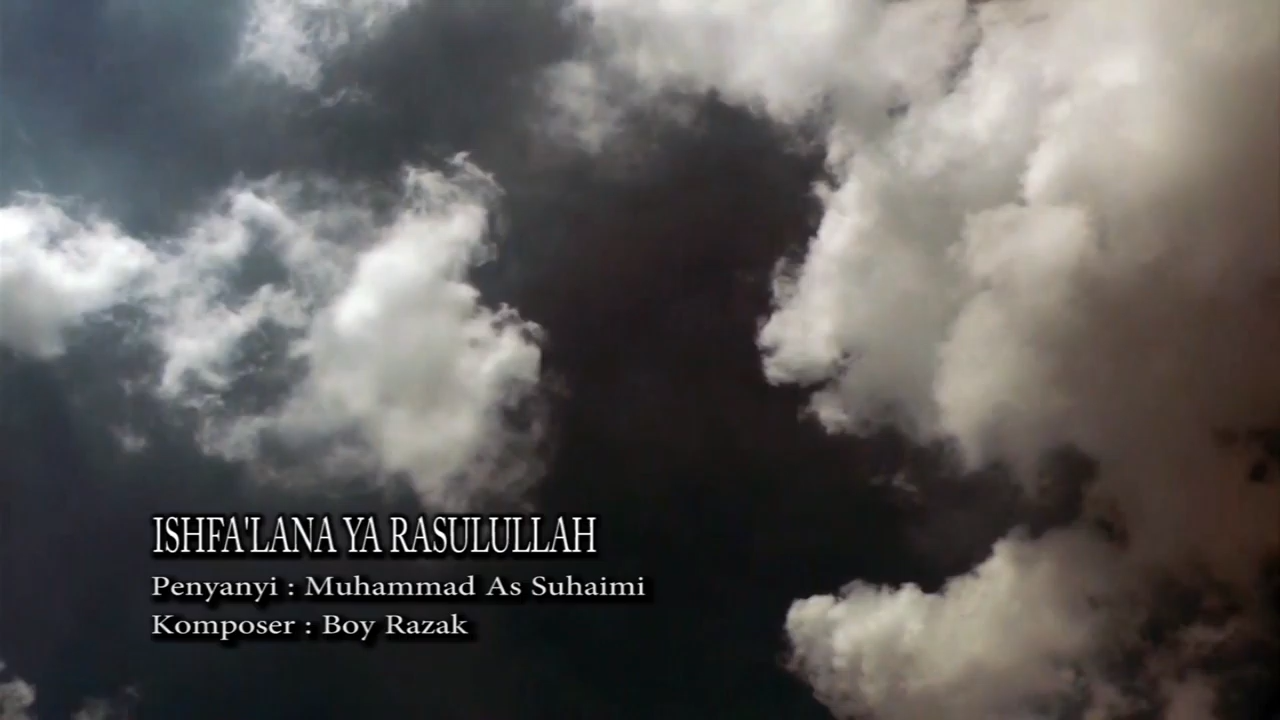 ISHFA'LANA YA RASULULLAH
Penyanyi : Muhammad As Suhaimi
Komposer : Boy Razak